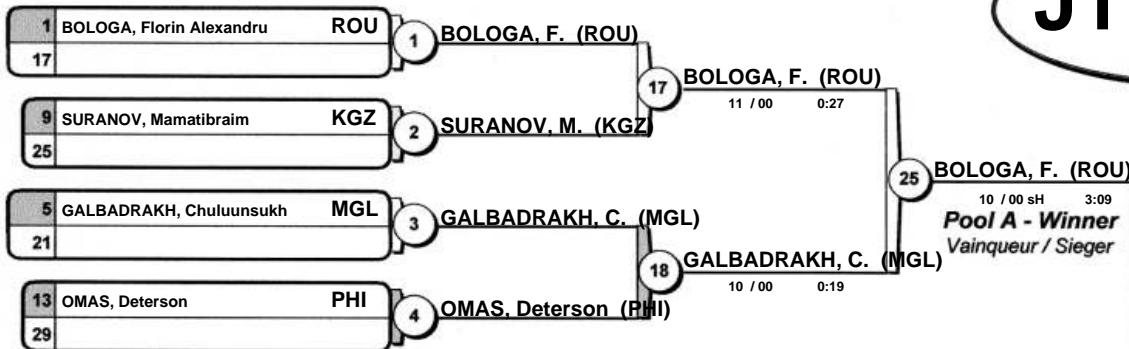 1 BOLOGA, Florin Alexandru ROU
17
1 BOLOGA, F. (ROU)
9 SURANOV, Mamatibraim KGZ
25
2 SURANOV, M. (KGZ)
17 BOLOGA, F. (ROU)
11 / 00 0:27
5 GALBADRAKH, Chuluunsukh MGL
21
3 GALBADRAKH, C. (MGL)
13 OMAS, Deterson PHI
29
4 OMAS, Deterson (PHI)
18 GALBADRAKH, C. (MGL)
10 / 00 0:19
25 BOLOGA, F. (ROU)
10 / 00 sH 3:09
Pool A - Winner
Vainqueur / Sieger